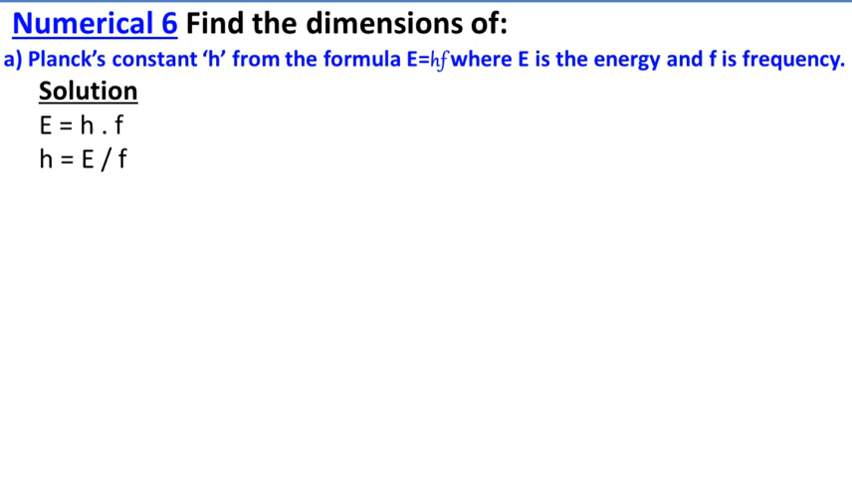 Numerical 6 Find the dimensions of:
a) Planck’s constant ‘h’ from the formula E=hf where E is the energy and f is frequency.
Solution
E = h . f
h = E / f